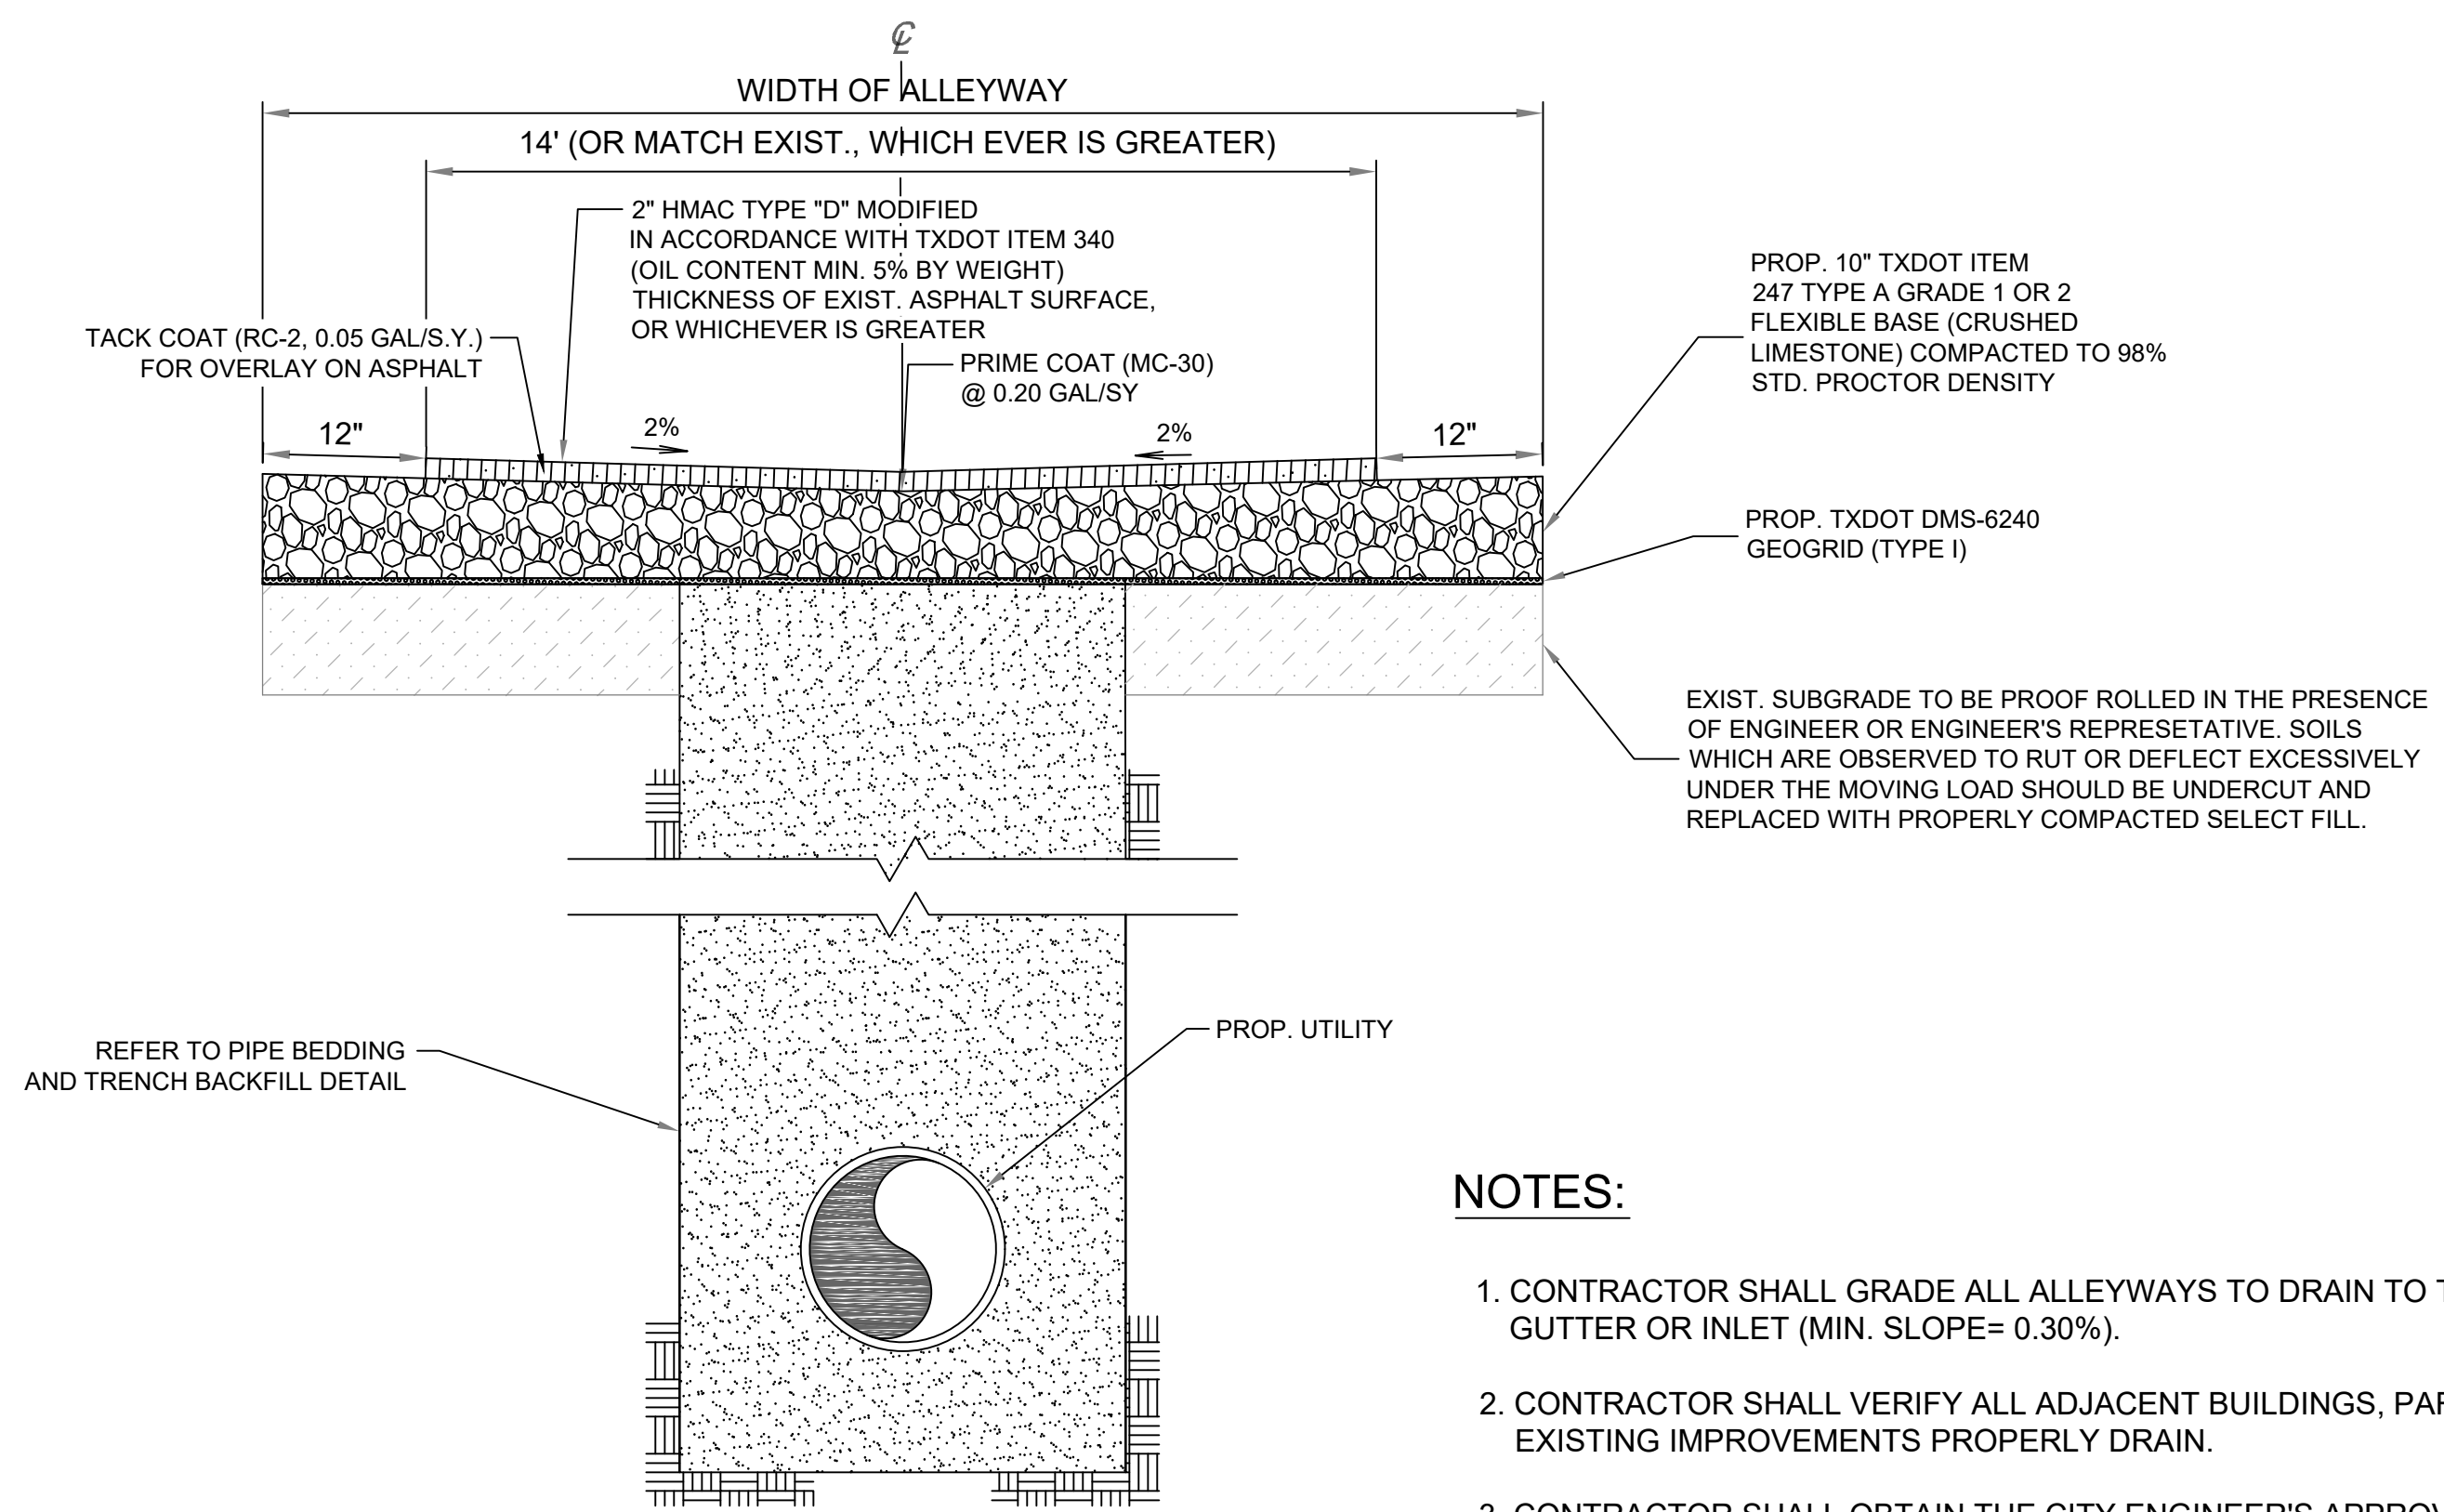 ℄
WIDTH OF ALLEYWAY
14' (OR MATCH EXIST., WHICH EVER IS GREATER)
2" HMAC TYPE "D" MODIFIED
IN ACCORDANCE WITH TXDOT ITEM 340
(OIL CONTENT MIN. 5% BY WEIGHT)
THICKNESS OF EXIST. ASPHALT SURFACE,
OR WHICHEVER IS GREATER
TACK COAT (RC-2, 0.05 GAL/S.Y.)
FOR OVERLAY ON ASPHALT
PRIME COAT (MC-30)
@ 0.20 GAL/SY
PROP. 10" TXDOT ITEM
247 TYPE A GRADE 1 OR 2
FLEXIBLE BASE (CRUSHED
LIMESTONE) COMPACTED TO 98%
STD. PROCTOR DENSITY
12"
2%
2%
12"
PROP. TXDOT DMS-6240
GEOGRID (TYPE I)
EXIST. SUBGRADE TO BE PROOF ROLLED IN THE PRESENCE
OF ENGINEER OR ENGINEER'S REPRESETATIVE. SOILS
WHICH ARE OBSERVED TO RUT OR DEFLECT EXCESSIVELY
UNDER THE MOVING LOAD SHOULD BE UNDERCUT AND
REPLACED WITH PROPERLY COMPACTED SELECT FILL.
REFER TO PIPE BEDDING
AND TRENCH BACKFILL DETAIL
PROP. UTILITY
NOTES:
1. CONTRACTOR SHALL GRADE ALL ALLEYWAYS TO DRAIN TO
GUTTER OR INLET (MIN. SLOPE= 0.30%).
2. CONTRACTOR SHALL VERIFY ALL ADJACENT BUILDINGS,
EXISTING IMPROVEMENTS PROPERLY DRAIN.
3. CONTRACTOR SHALL OBTAIN THE CITY ENGINEER'S